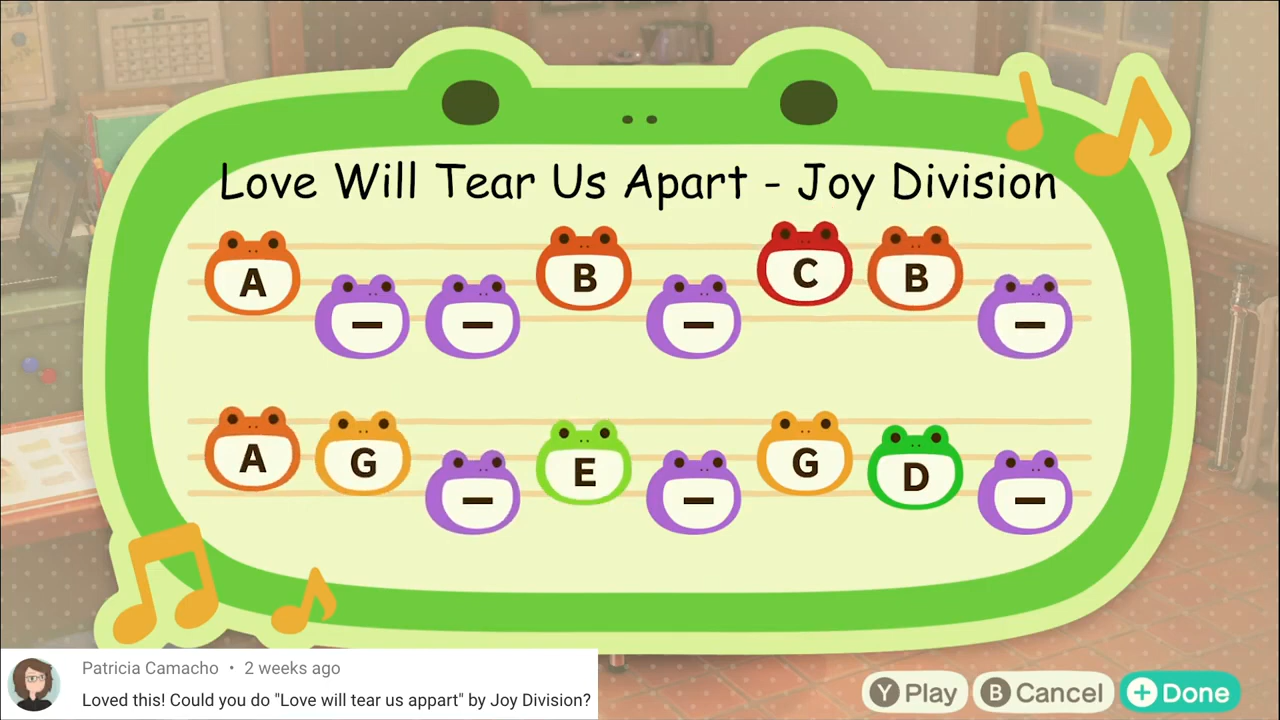 Love Will Tear Us Apart - Joy Division
A - - B - C B -
A G - E - G D -
Patricia Camacho • 2 weeks ago
Loved this! Could you do "Love will tear us appart" by Joy Division?
Y Play B Cancel + Done